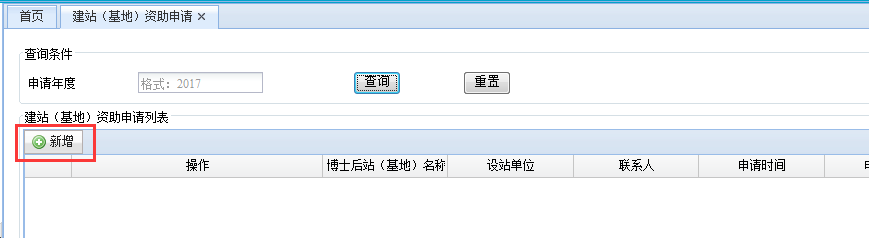 首页 建站（基地）资助申请
查询条件
申请年度 格式：2017 查询 重置
建站（基地）资助申请列表
新增
操作 博士后站（基地）名称 设站单位 联系人 申请时间